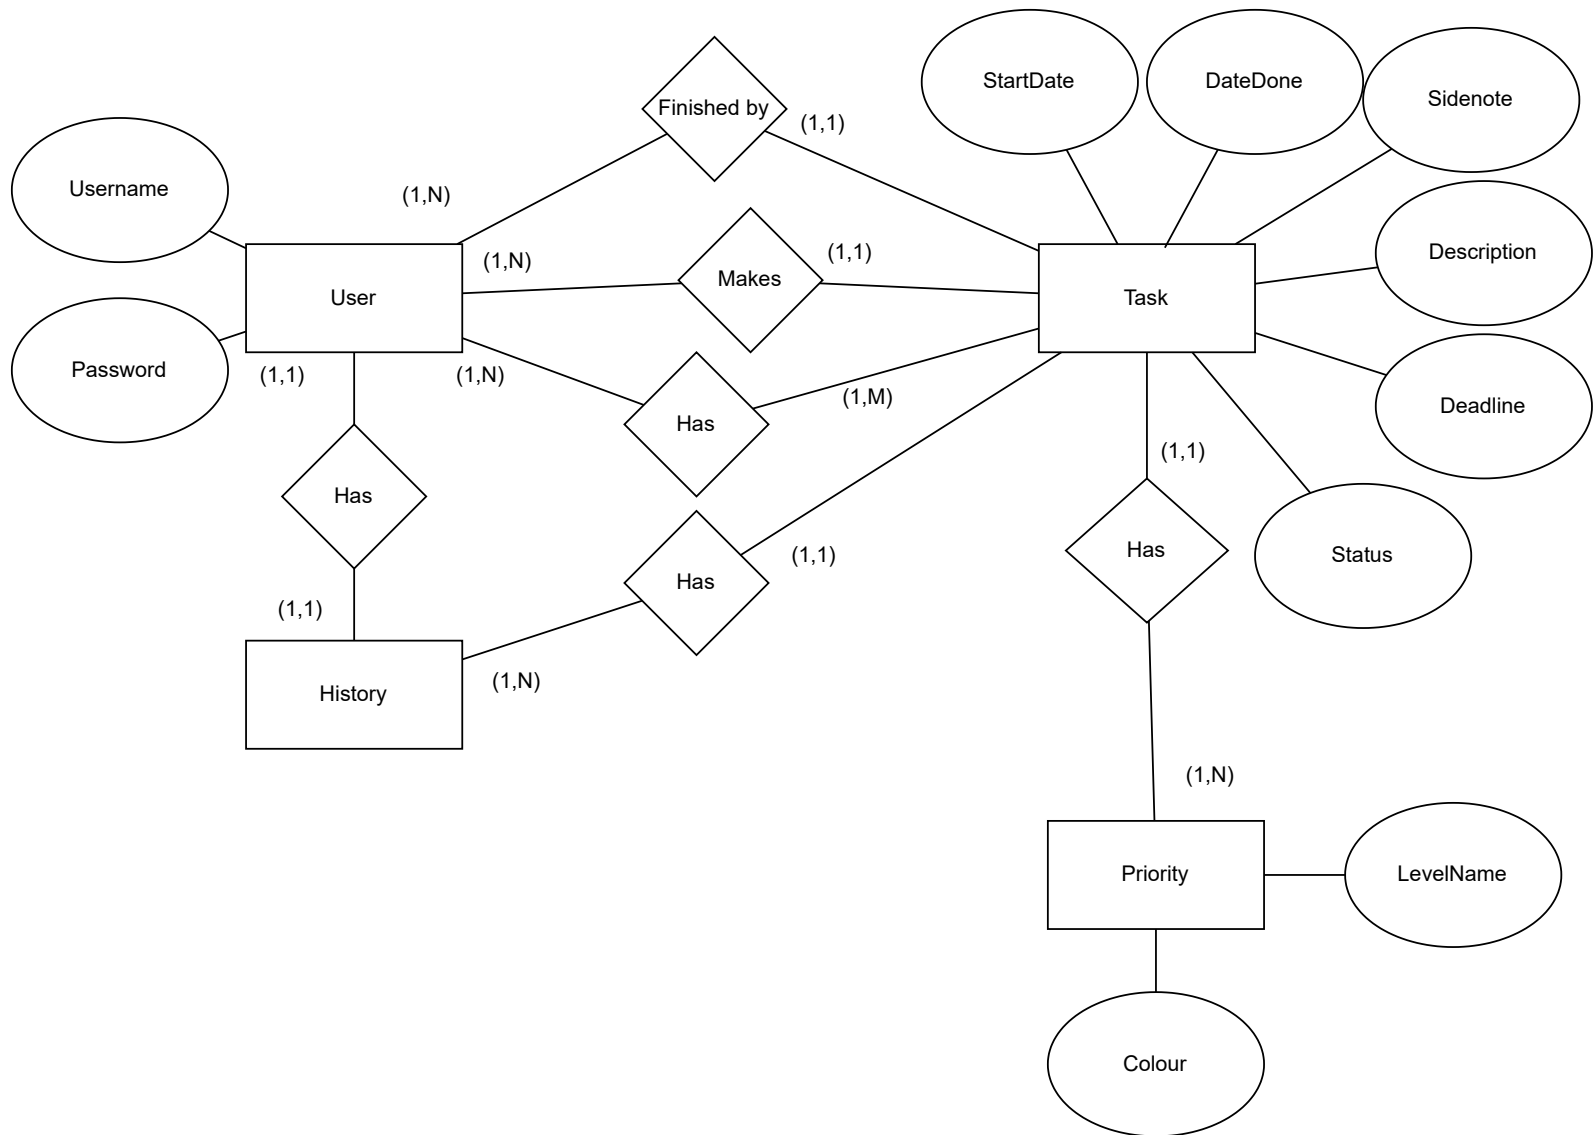 StartDate
DateDone
Sidenote
Finished by
(1,1)
Username
(1,N)
Description
(1,N)
Makes
(1,1)
User
Task
Password
(1,1)
(1,N)
Has
(1,M)
Deadline
(1,1)
Has
Has
(1,1)
Has
Status
(1,1)
(1,N)
History
(1,N)
Priority
LevelName
Colour